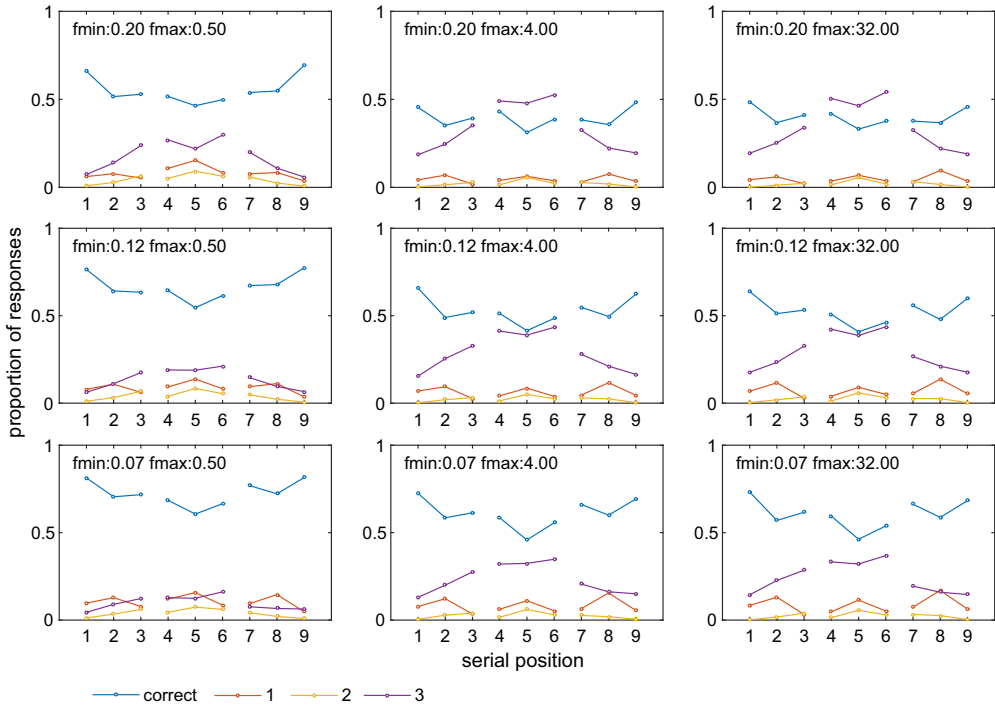 1
fmin:0.20 fmax:0.50
0.5
0
1 2 3 4 5 6 7 8 9
1
fmin:0.20 fmax:4.00
0.5
0
1 2 3 4 5 6 7 8 9
1
fmin:0.20 fmax:32.00
0.5
0
1 2 3 4 5 6 7 8 9
proportion of responses
1
fmin:0.12 fmax:0.50
0.5
0
1 2 3 4 5 6 7 8 9
1
fmin:0.12 fmax:4.00
0.5
0
1 2 3 4 5 6 7 8 9
1
fmin:0.12 fmax:32.00
0.5
0
1 2 3 4 5 6 7 8 9
1
fmin:0.07 fmax:0.50
0.5
0
1 2 3 4 5 6 7 8 9
1
fmin:0.07 fmax:4.00
0.5
0
1 2 3 4 5 6 7 8 9
1
fmin:0.07 fmax:32.00
0.5
0
1 2 3 4 5 6 7 8 9
serial position
correct 1 2 3